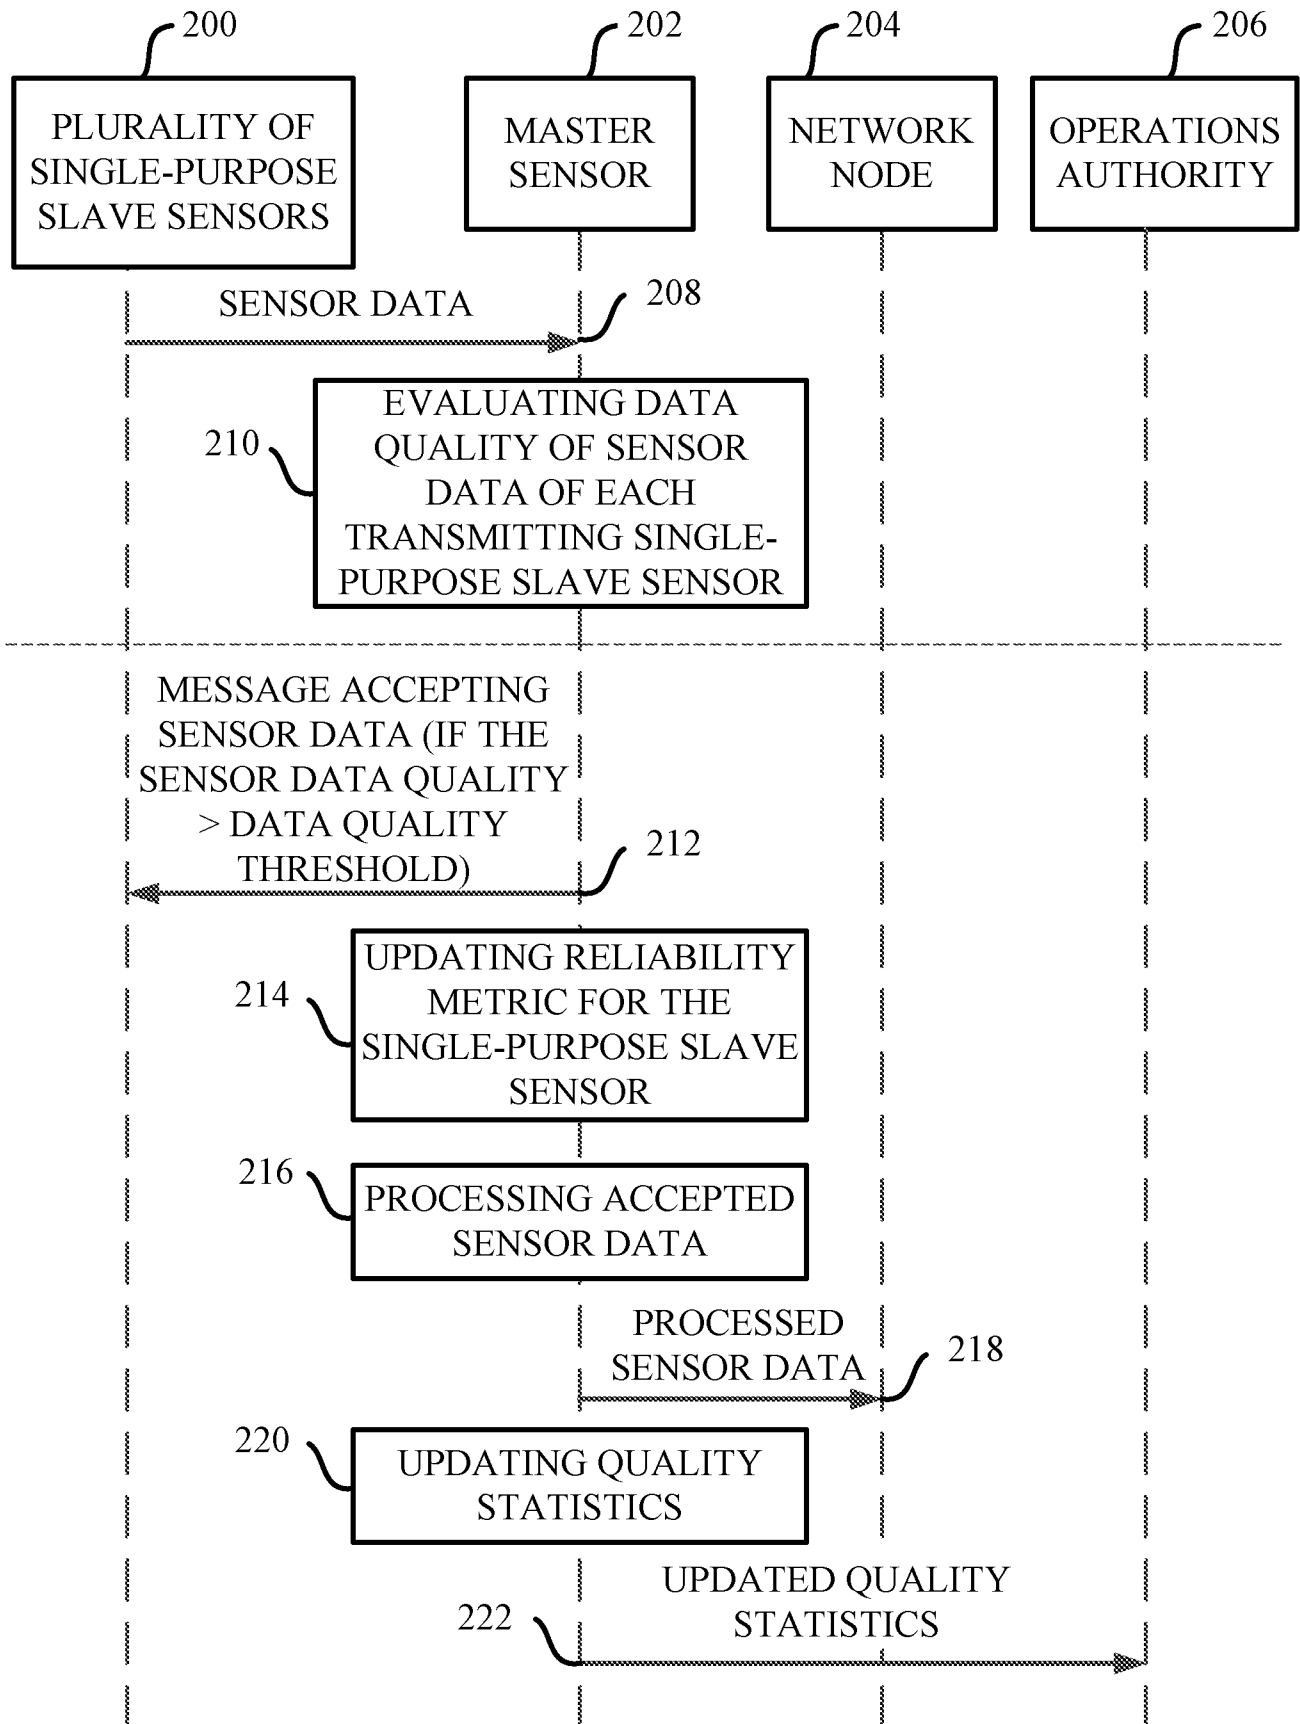 200
202
204
206
PLURALITY OF
SINGLE-PURPOSE
SLAVE SENSORS
MASTER
SENSOR
NETWORK
NODE
OPERATIONS
AUTHORITY
SENSOR DATA
208
210
EVALUATING DATA
QUALITY OF SENSOR
DATA OF EACH
TRANSMITTING SINGLE-
PURPOSE SLAVE SENSOR
MESSAGE ACCEPTING
SENSOR DATA (IF THE
SENSOR DATA QUALITY
> DATA QUALITY
THRESHOLD)
212
214
UPDATING RELIABILITY
METRIC FOR THE
SINGLE-PURPOSE SLAVE
SENSOR
216
PROCESSING ACCEPTED
SENSOR DATA
PROCESSED
SENSOR DATA
218
220
UPDATING QUALITY
STATISTICS
UPDATED QUALITY
STATISTICS
222